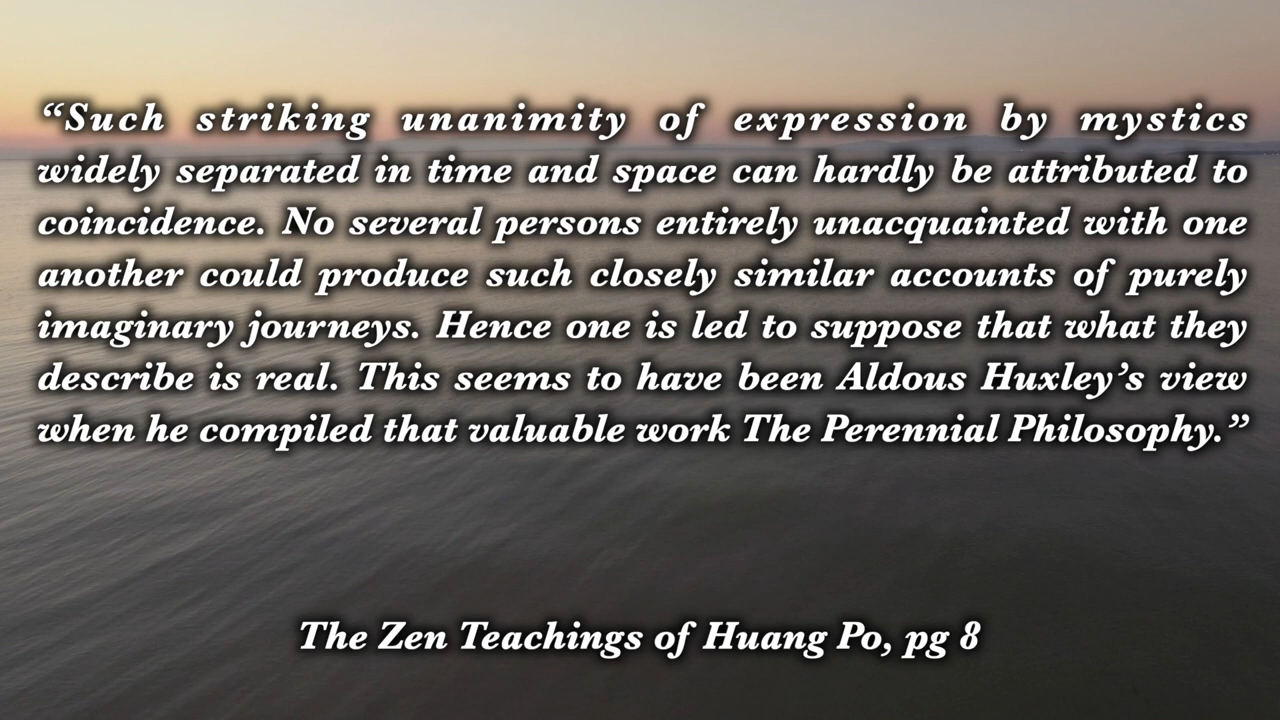 “Such striking unanimity of expression by mystics
widely separated in time and space can hardly be attributed to
coincidence. No several persons entirely unacquainted with one
another could produce such closely similar accounts of purely
imaginary journeys. Hence one is led to suppose that what they
describe is real. This seems to have been Aldous Huxley’s view
when he compiled that valuable work The Perennial Philosophy.”
The Zen Teachings of Huang Po, pg 8